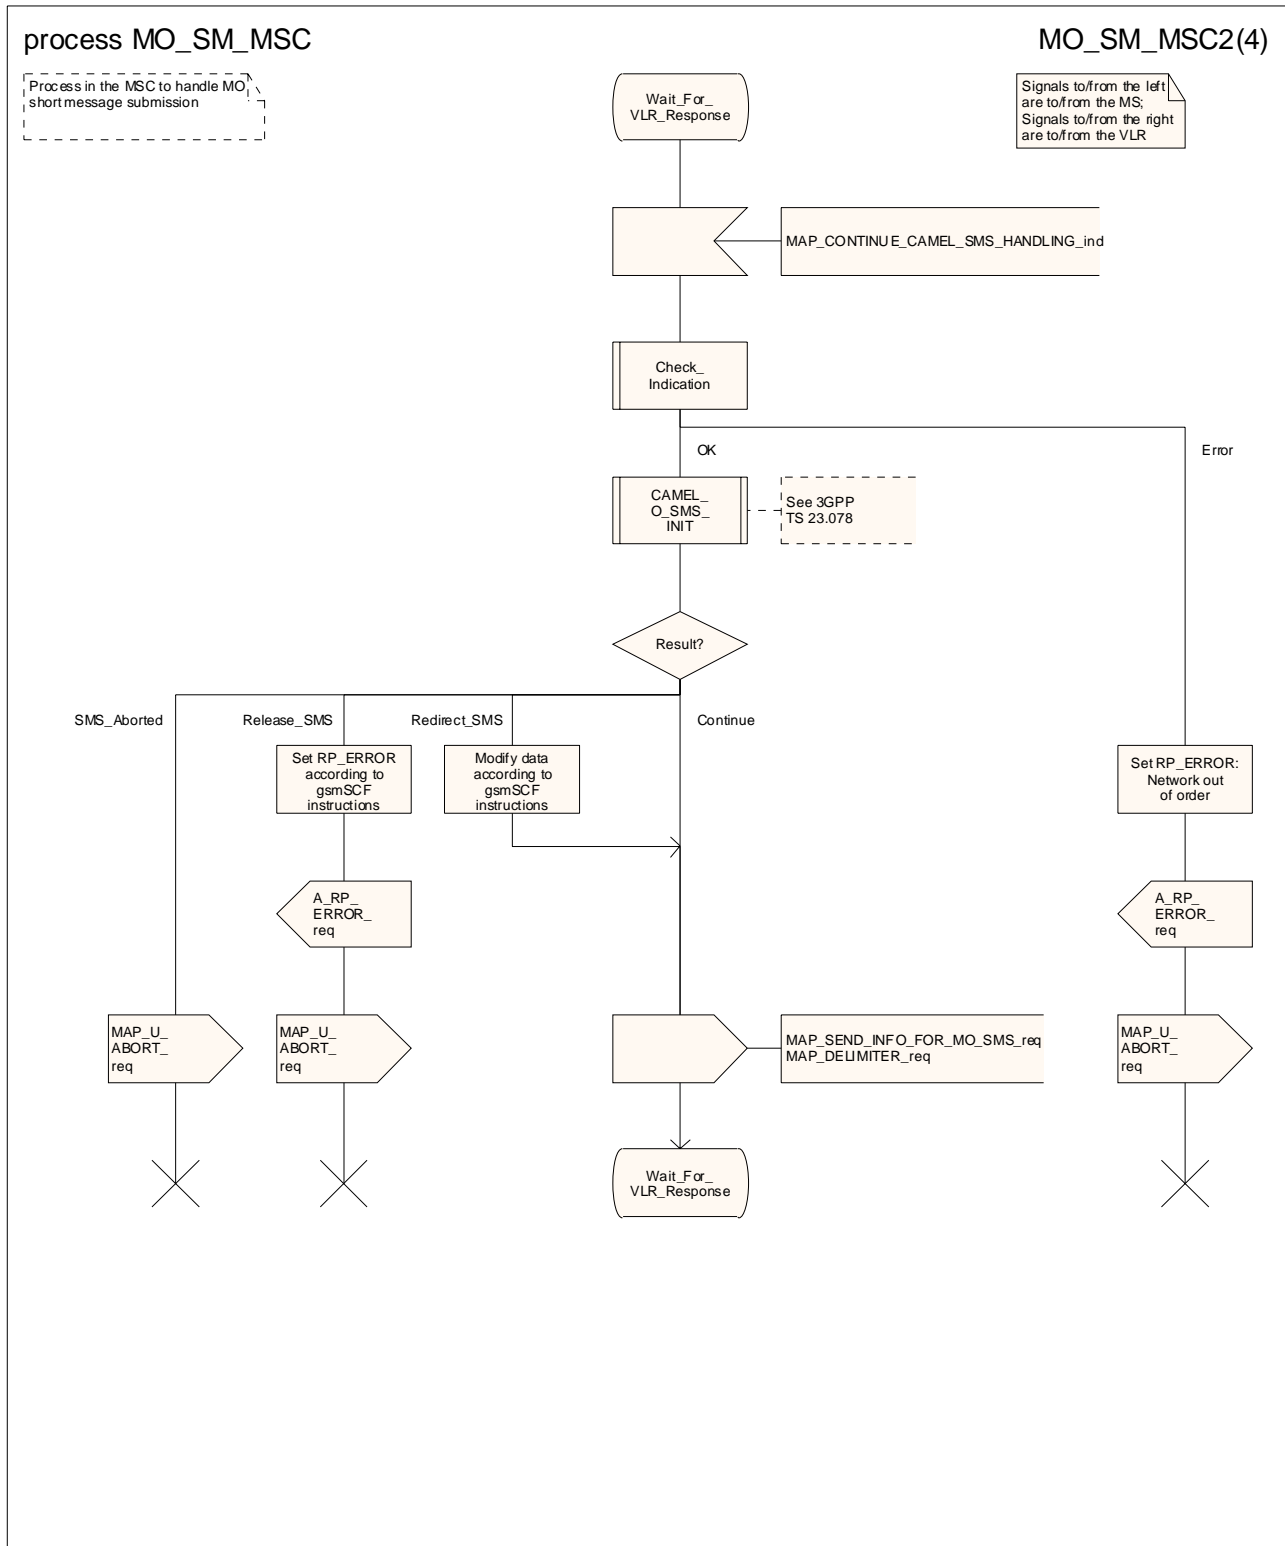 process MO_SM_MSC
MO_SM_MSC2(4)
Process in the MSC to handle MO
short message submission
Wait_For_
VLR_Response
Signals to/from the left
are to/from the MS;
Signals to/from the right
are to/from the VLR
MAP_CONTINUE_CAMEL_SMS_HANDLING_ind
Check_
Indication
OK
Error
CAMEL_
O_SMS_
INIT
See 3GPP
TS 23.078
Result?
SMS_Aborted
Release_SMS
Redirect_SMS
Continue
Set RP_ERROR
according to
gsmSCF
instructions
Modify data
according to
gsmSCF
instructions
Set RP_ERROR:
Network out
of order
A_RP_
ERROR_
req
A_RP_
ERROR_
req
MAP_U_
ABORT_
req
MAP_U_
ABORT_
req
MAP_SEND_INFO_FOR_MO_SMS_req
MAP_DELIMITER_req
MAP_U_
ABORT_
req
Wait_For_
VLR_Response